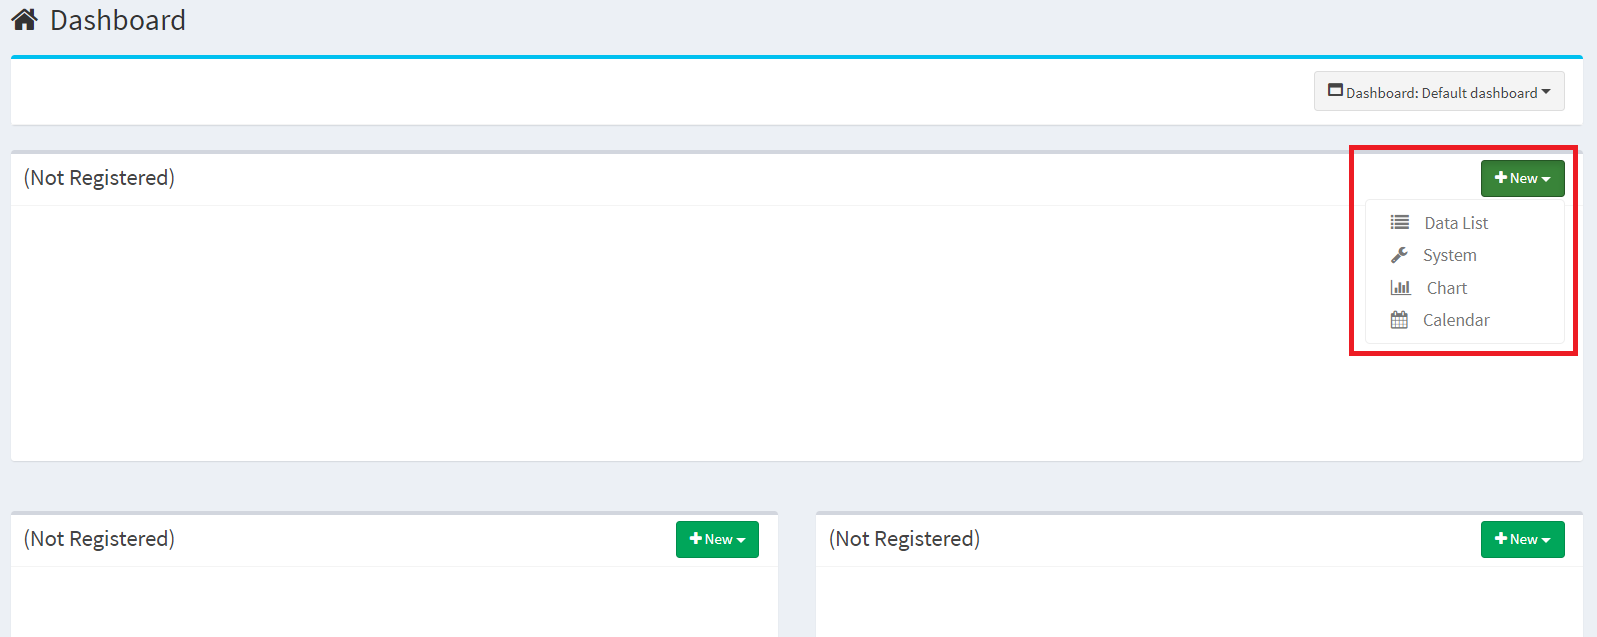 Dashboard
Dashboard: Default dashboard
(Not Registered)
New
Data List
System
Chart
Calendar
(Not Registered)
New
(Not Registered)
New